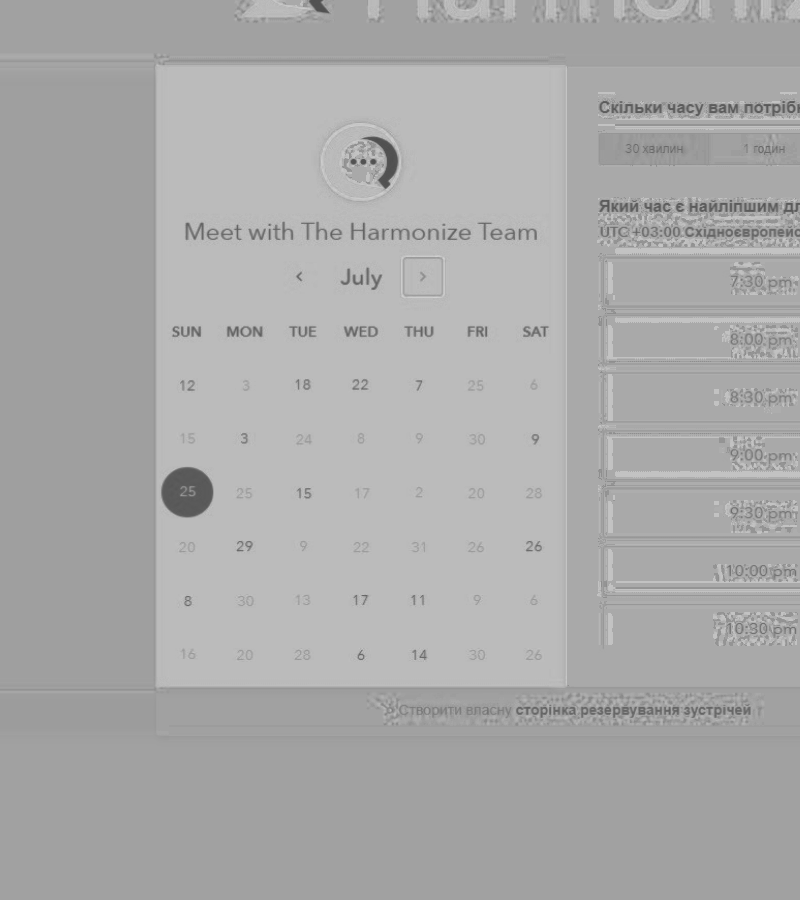 Harmoniz
Meet with The Harmonize Team
July
SUN MON TUE WED THU FRI SAT
12 3 18 22 7 25 6
15 3 24 8 9 30 9
25 25 15 17 2 20 28
20 29 9 22 31 26 26
8 30 13 17 11 9 6
16 20 28 6 14 30 26
Скільки часу вам потріб
30 хвилин 1 годин
Який час є найліпшим дл
UTC +03:00 Східноєвропейс
7:30 pm
8:00 pm
8:30 pm
9:00 pm
9:30 pm
10:00 pm
10:30 pm
Створити власну сторінка резервування зустрічей